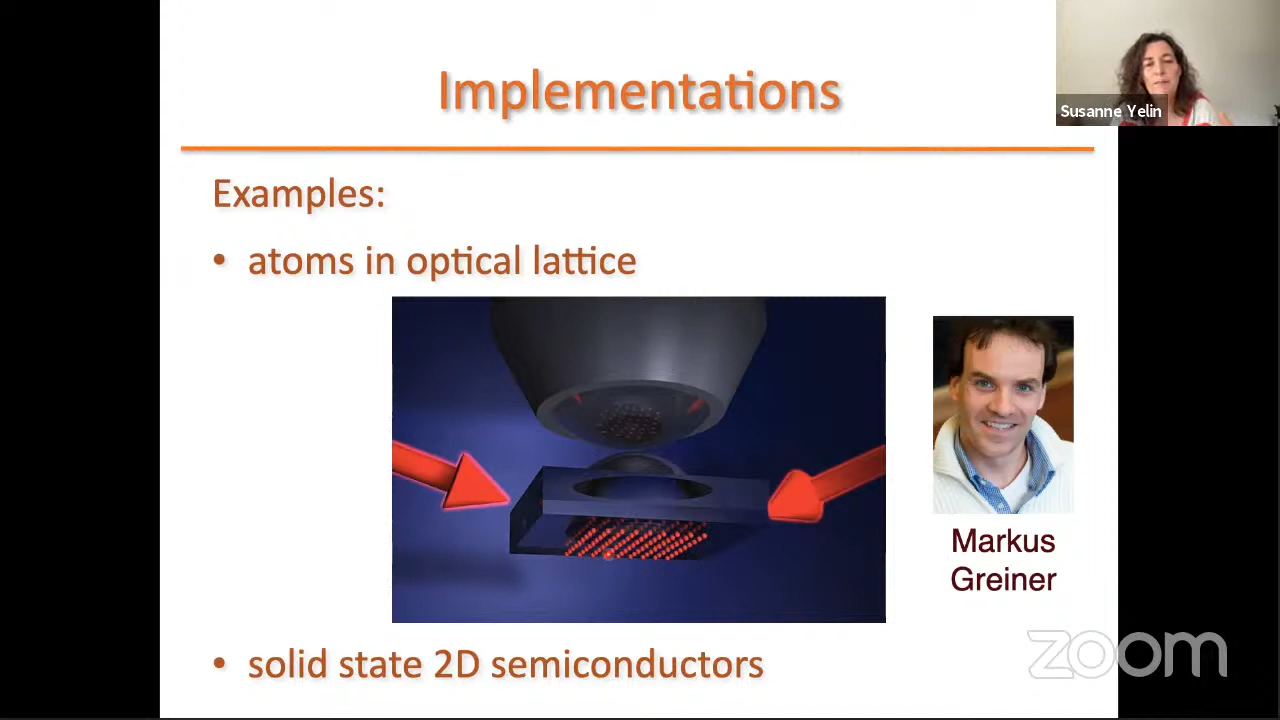 Implementations
Susanne Yelin
Examples:
• atoms in optical lattice
Markus
Greiner
• solid state 2D semiconductors
zoom